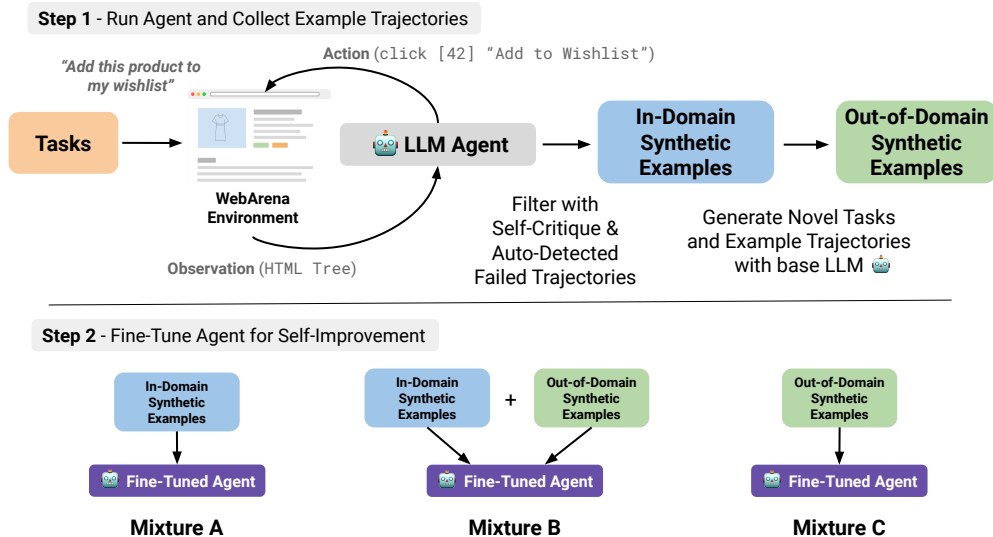 Step 1 - Run Agent and Collect Example Trajectories
Action (click [42] “Add to Wishlist”)
“Add this product to
my wishlist”
Tasks
WebArena
Environment
LLM Agent
In-Domain
Synthetic
Examples
Out-of-Domain
Synthetic
Examples
Observation (HTML Tree)
Filter with
Self-Critique &
Auto-Detected
Failed Trajectories
Generate Novel Tasks
and Example Trajectories
with base LLM
Step 2 - Fine-Tune Agent for Self-Improvement
In-Domain
Synthetic
Examples
Fine-Tuned Agent
Mixture A
In-Domain
Synthetic
Examples
+
Out-of-Domain
Synthetic
Examples
Fine-Tuned Agent
Mixture B
Out-of-Domain
Synthetic
Examples
Fine-Tuned Agent
Mixture C